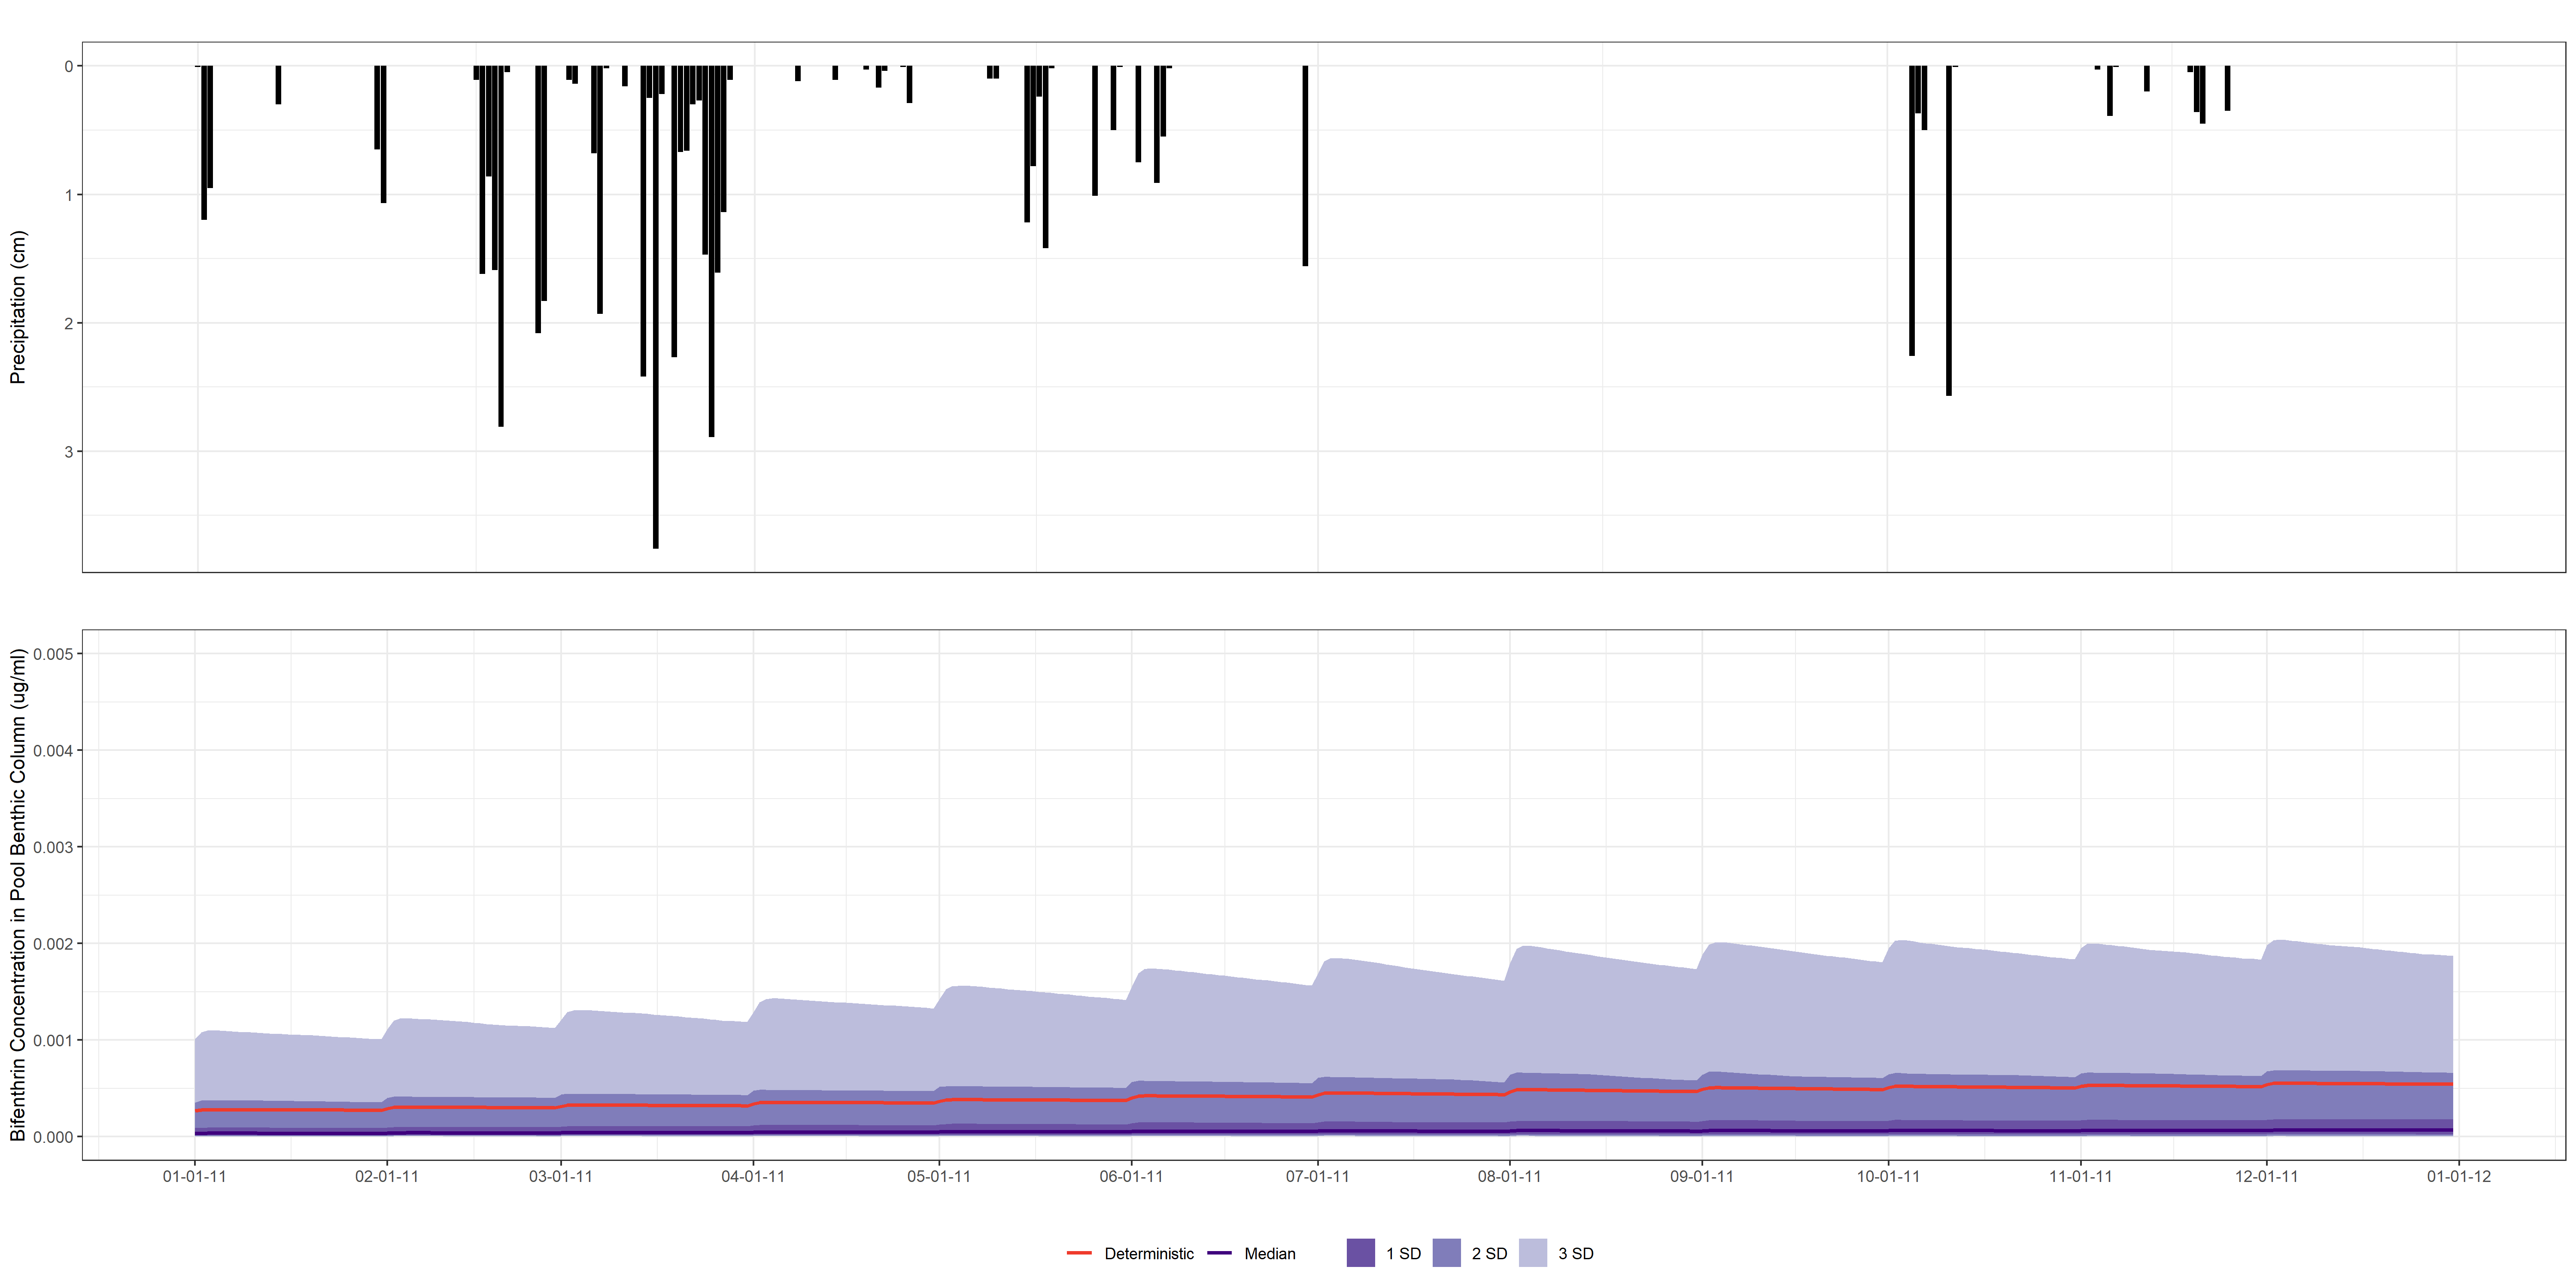 Precipitation (cm)
0
1
2
3
Bifenthrin Concentration in Pool Benthic Column (ug/ml)
0.005
0.004
0.003
0.002
0.001
0.000
01-01-11 02-01-11 03-01-11 04-01-11 05-01-11 06-01-11 07-01-11 08-01-11 09-01-11 10-01-11 11-01-11 12-01-11 01-01-12
Deterministic Median 1 SD 2 SD 3 SD